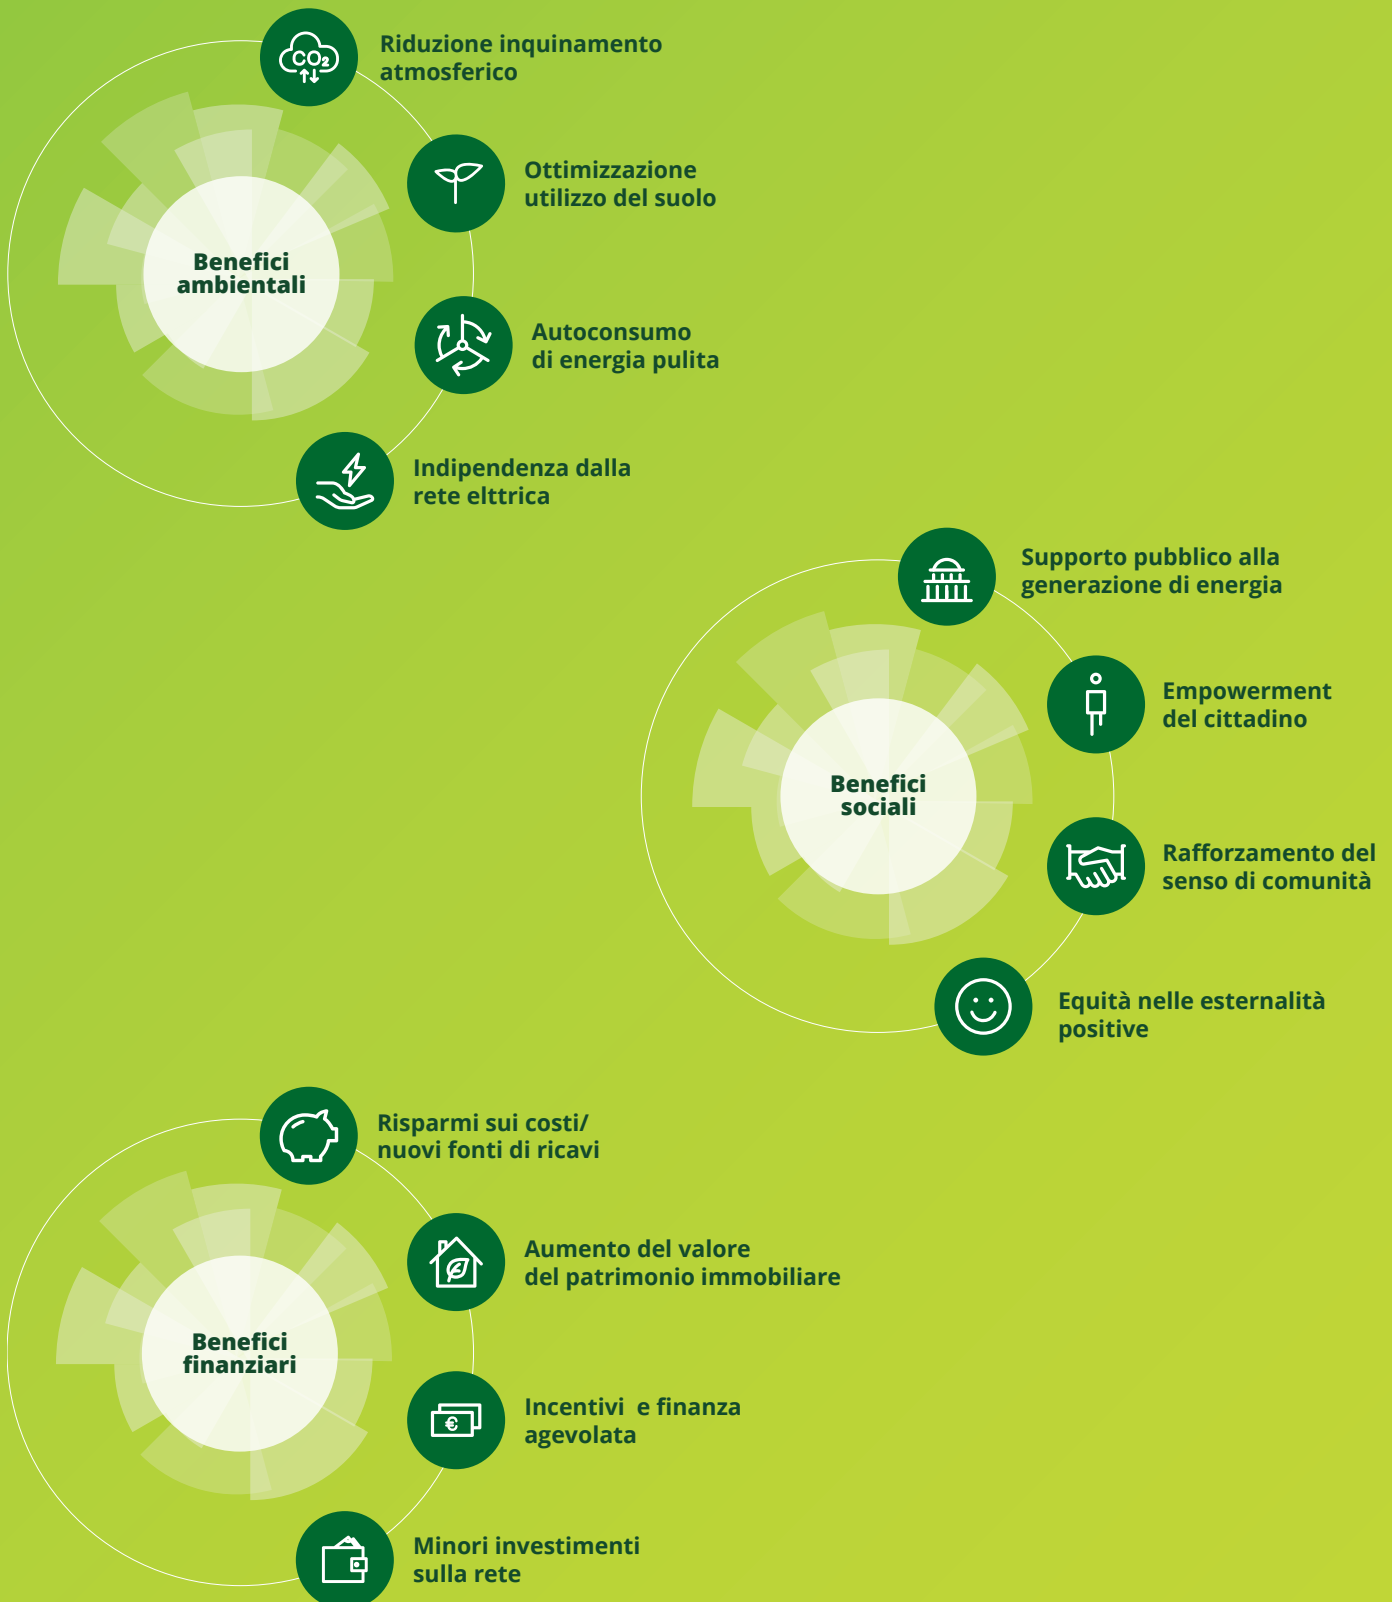 CO2
Riduzione inquinamento
atmosferico
Ottimizzazione
utilizzo del suolo
Benefici
ambientali
Autoconsumo
di energia pulita
Indipendenza dalla
rete elttrica
Supporto pubblico alla
generazione di energia
Empowerment
del cittadino
Benefici
sociali
Rafforzamento del
senso di comunità
Equità nelle esternalità
positive
Risparmi sui costi/
nuovi fonti di ricavi
Aumento del valore
del patrimonio immobiliare
Benefici
finanziari
€
Incentivi  e finanza
agevolata
Minori investimenti
sulla rete